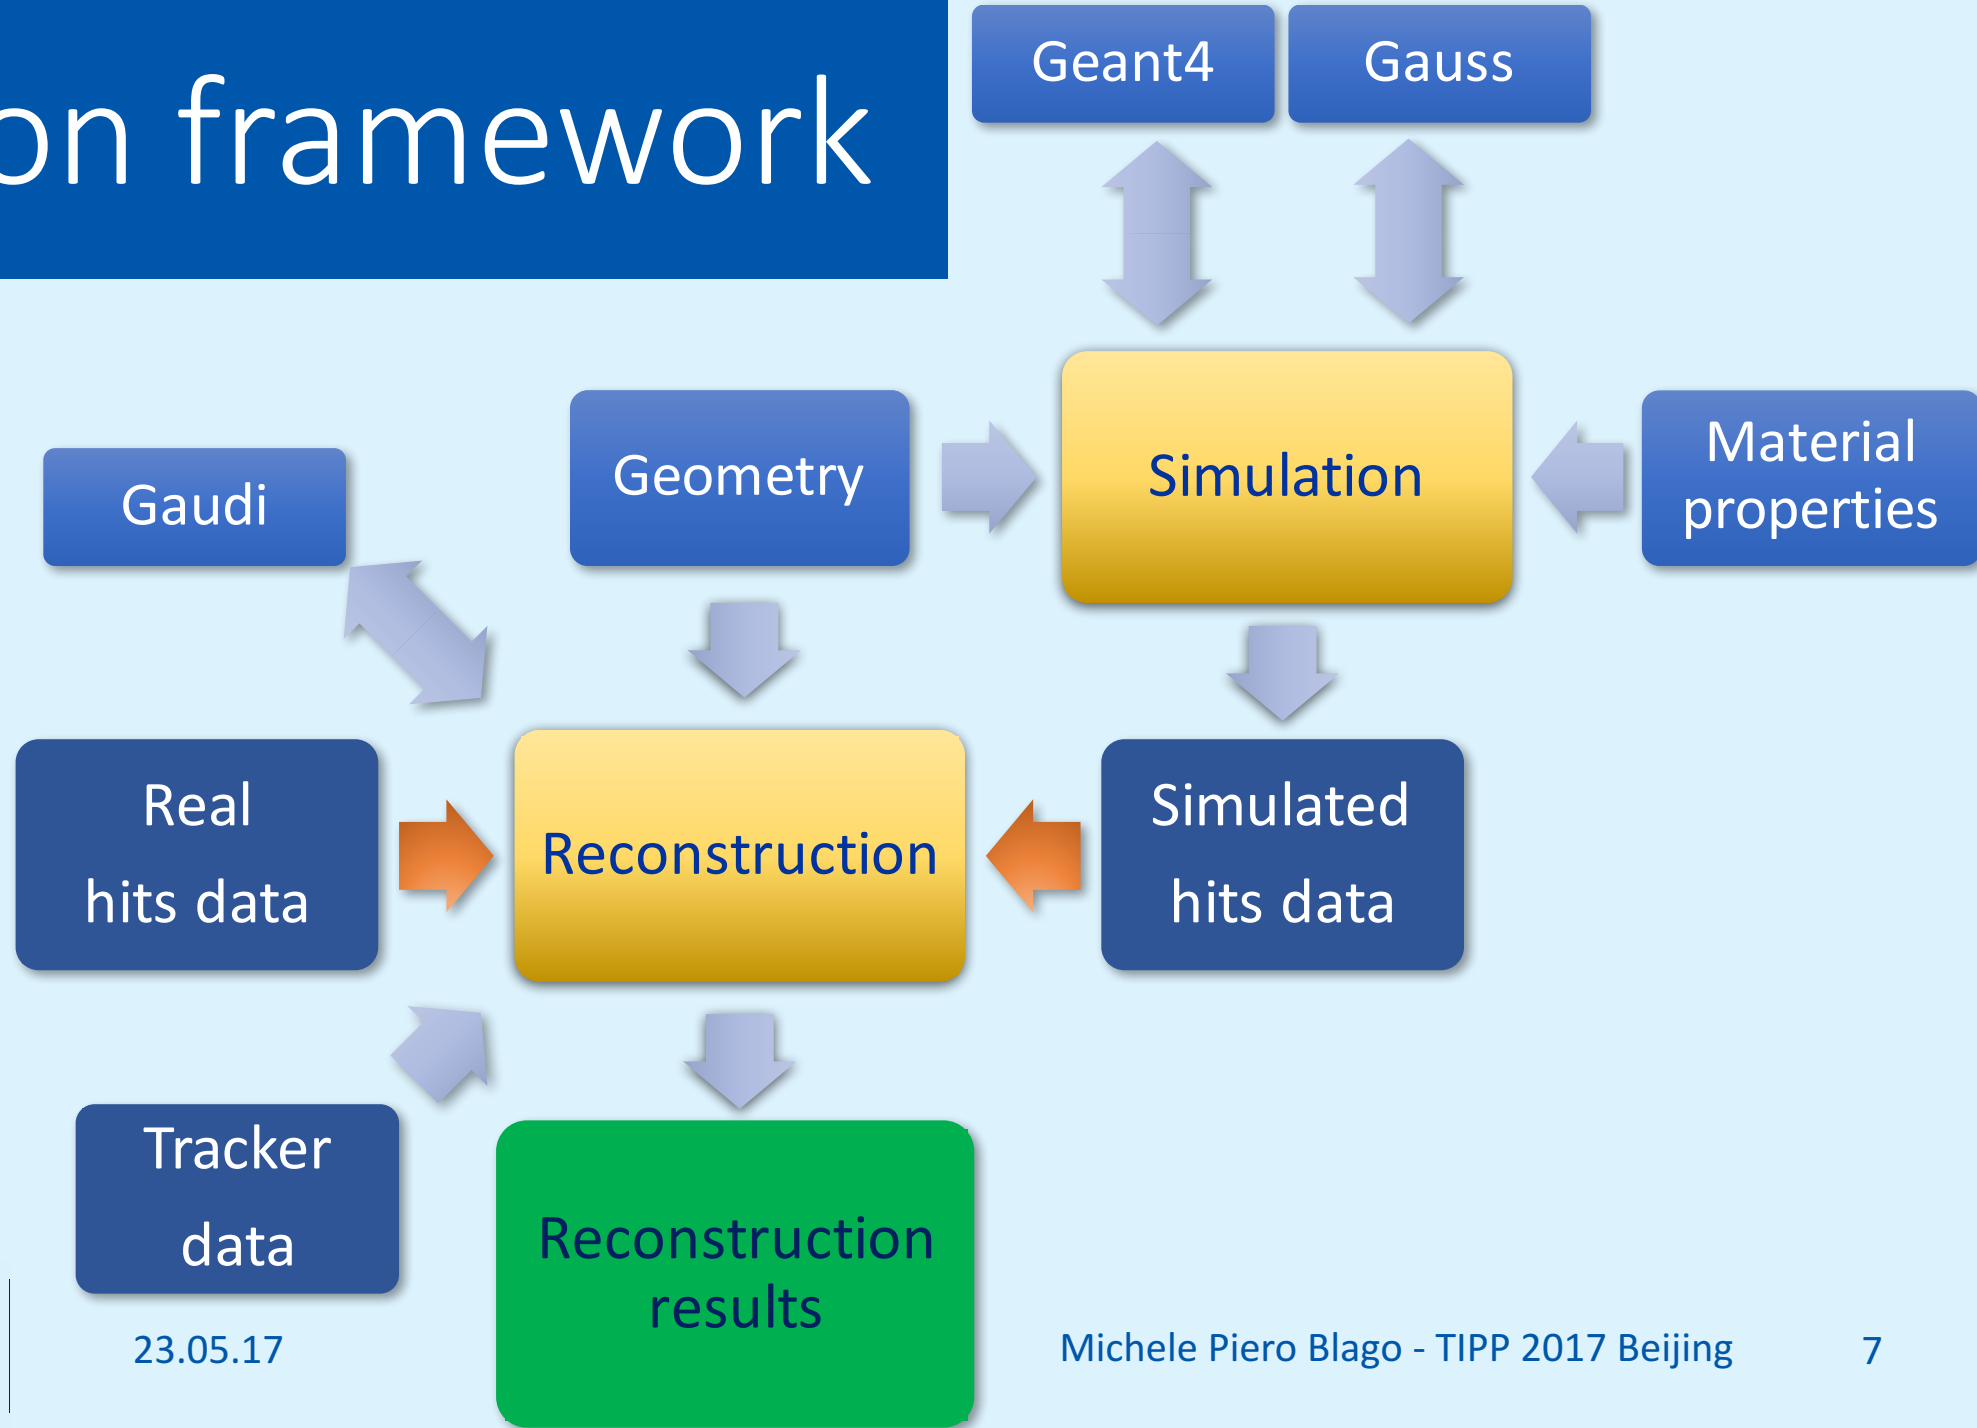 on framework
Geant4
Gauss
Geometry
Simulation
Material
properties
Gaudi
Real
hits data
Reconstruction
Simulated
hits data
Tracker
data
Reconstruction
results
23.05.17
Michele Piero Blago - TIPP 2017 Beijing
7